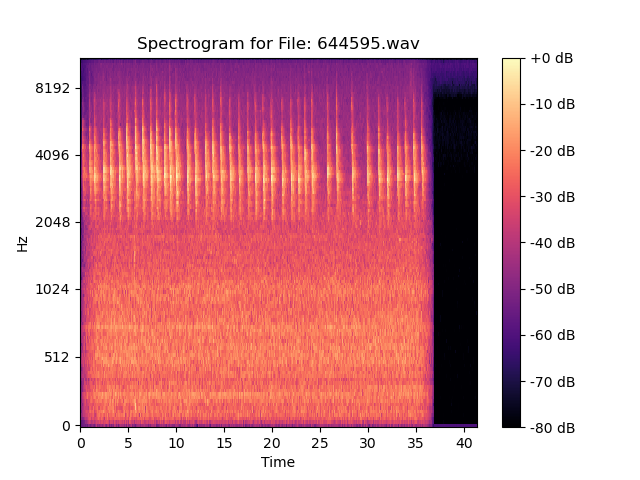 Spectrogram for File: 644595.wav
Hz
8192
4096
2048
1024
512
0
0 5 10 15 20 25 30 35 40
Time
+0 dB
-10 dB
-20 dB
-30 dB
-40 dB
-50 dB
-60 dB
-70 dB
-80 dB